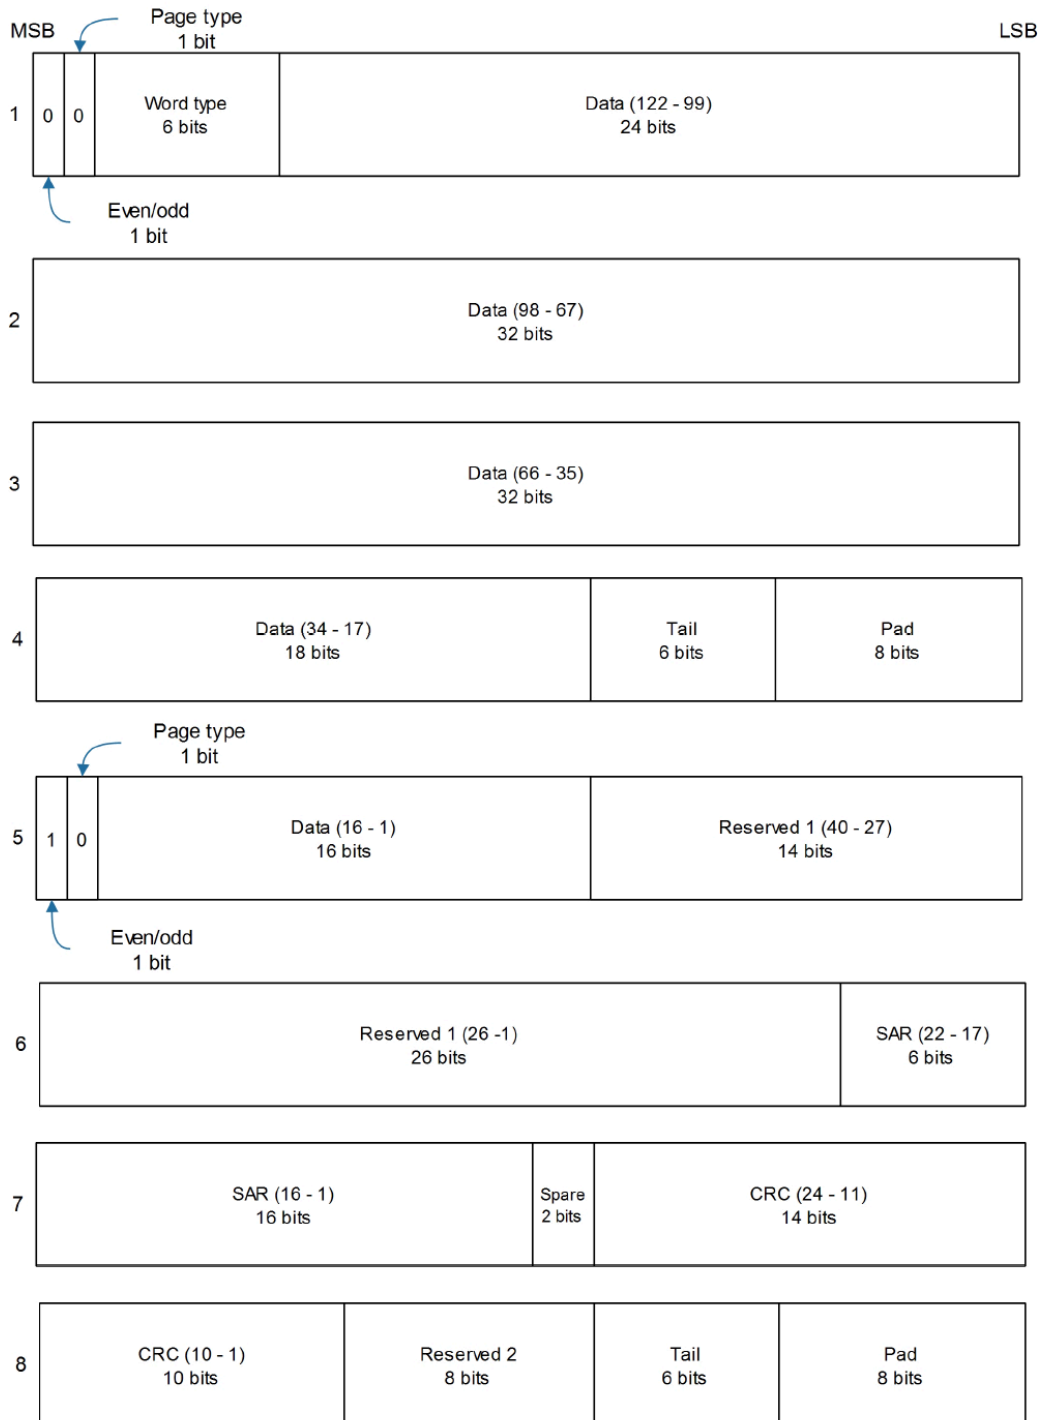 Page type
1 bit
MSB
LSB
1
0
0
Word type
6 bits
Data (122 - 99)
24 bits
Even/odd
1 bit
2
Data (98 - 67)
32 bits
3
Data (66 - 35)
32 bits
4
Data (34 - 17)
18 bits
Tail
6 bits
Pad
8 bits
Page type
1 bit
5
1
0
Data (16 - 1)
16 bits
Reserved 1 (40 - 27)
14 bits
Even/odd
1 bit
6
Reserved 1 (26 -1)
26 bits
SAR (22 - 17)
6 bits
7
SAR (16 - 1)
16 bits
Spare
2 bits
CRC (24 - 11)
14 bits
8
CRC (10 - 1)
10 bits
Reserved 2
8 bits
Tail
6 bits
Pad
8 bits